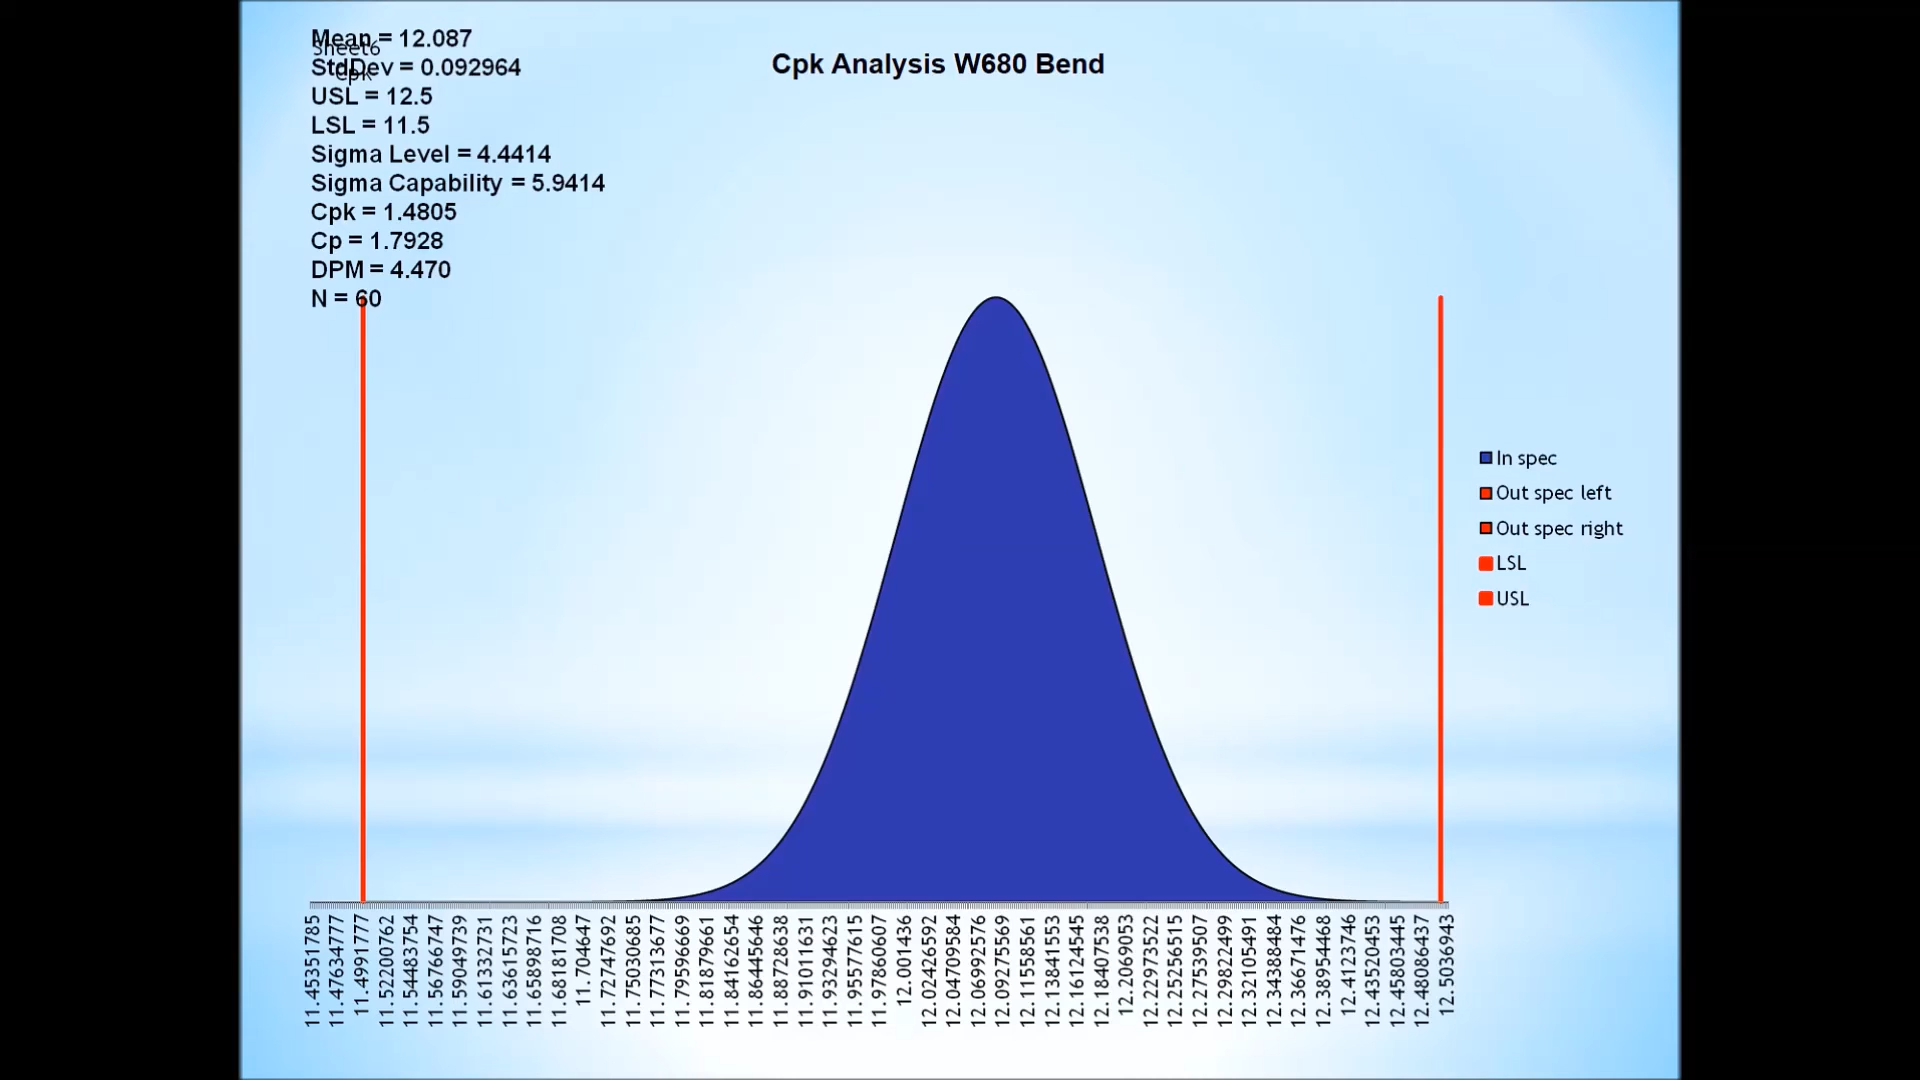 Mean = 12.087
Sheet6
StdDev = 0.092964
Cpk
USL = 12.5
LSL = 11.5
Sigma Level = 4.4414
Sigma Capability = 5.9414
Cpk = 1.4805
Cp = 1.7928
DPM = 4.470
N = 60
Cpk Analysis W680 Bend
In spec
Out spec left
Out spec right
LSL
USL
11.45351785
11.47634777
11.4991777
11.52200762
11.54483754
11.56766747
11.59049739
11.61332731
11.63615723
11.65898716
11.68181708
11.704647
11.72747692
11.75030685
11.77313677
11.79596669
11.81879661
11.84162654
11.86445646
11.88728638
11.91011631
11.93294623
11.95577615
11.97860607
12.001436
12.02426592
12.04709584
12.06992576
12.09275569
12.11558561
12.13841553
12.16124545
12.18407538
12.2069053
12.22973522
12.25256515
12.27539507
12.29822499
12.32105491
12.34388484
12.36671476
12.38954468
12.4123746
12.43520453
12.45803445
12.48086437
12.5036943